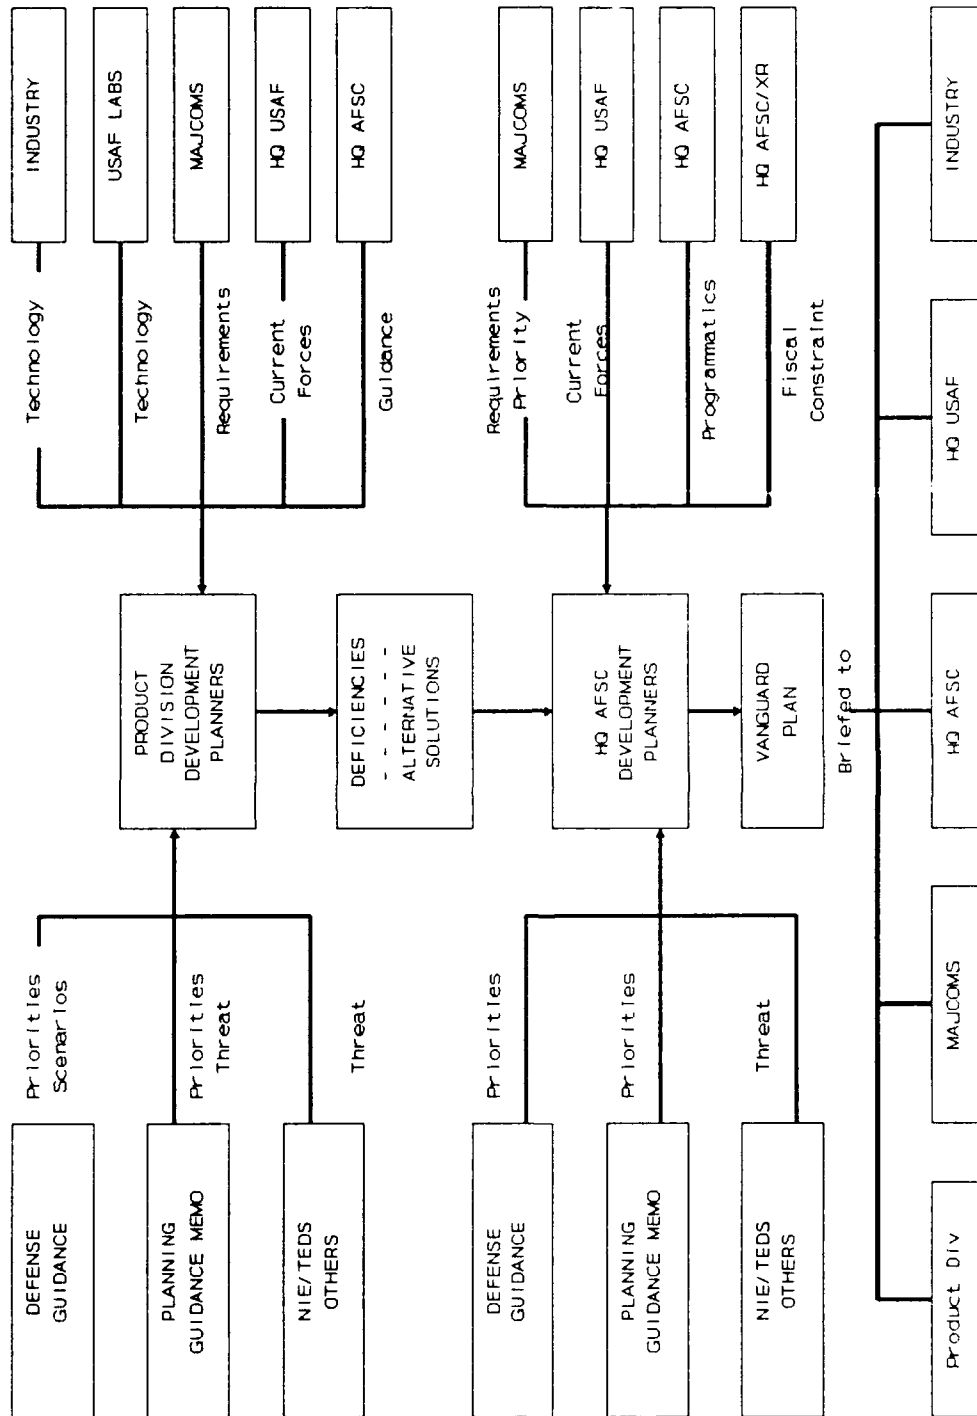 DEFENSE
GUIDANCE
Priorities
Scenarios
PLANNING
GUIDANCE MEMO
Priorities
Threat
NIE/TEDS
OTHERS
Threat
PRODUCT
DIVISION
DEVELOPMENT
PLANNERS
Technology
INDUSTRY
Technology
USAF LABS
Requirements
MAJCOMS
Current
Forces
HQ USAF
Guidance
HQ AFSC
DEFICIENCIES
- - - - - -
ALTERNATIVE
SOLUTIONS
DEFENSE
GUIDANCE
Priorities
PLANNING
GUIDANCE MEMO
Priorities
NIE/TEDS
OTHERS
Threat
HQ AFSC
DEVELOPMENT
PLANNERS
Requirements
Priority
MAJCOMS
Current
Forces
HQ USAF
Programmatics
HQ AFSC
Fiscal
Constraint
HQ AFSC/XR
VANGUARD
PLAN
Briefed to
Product Div
MAJCOMS
HQ AFSC
HQ USAF
INDUSTRY